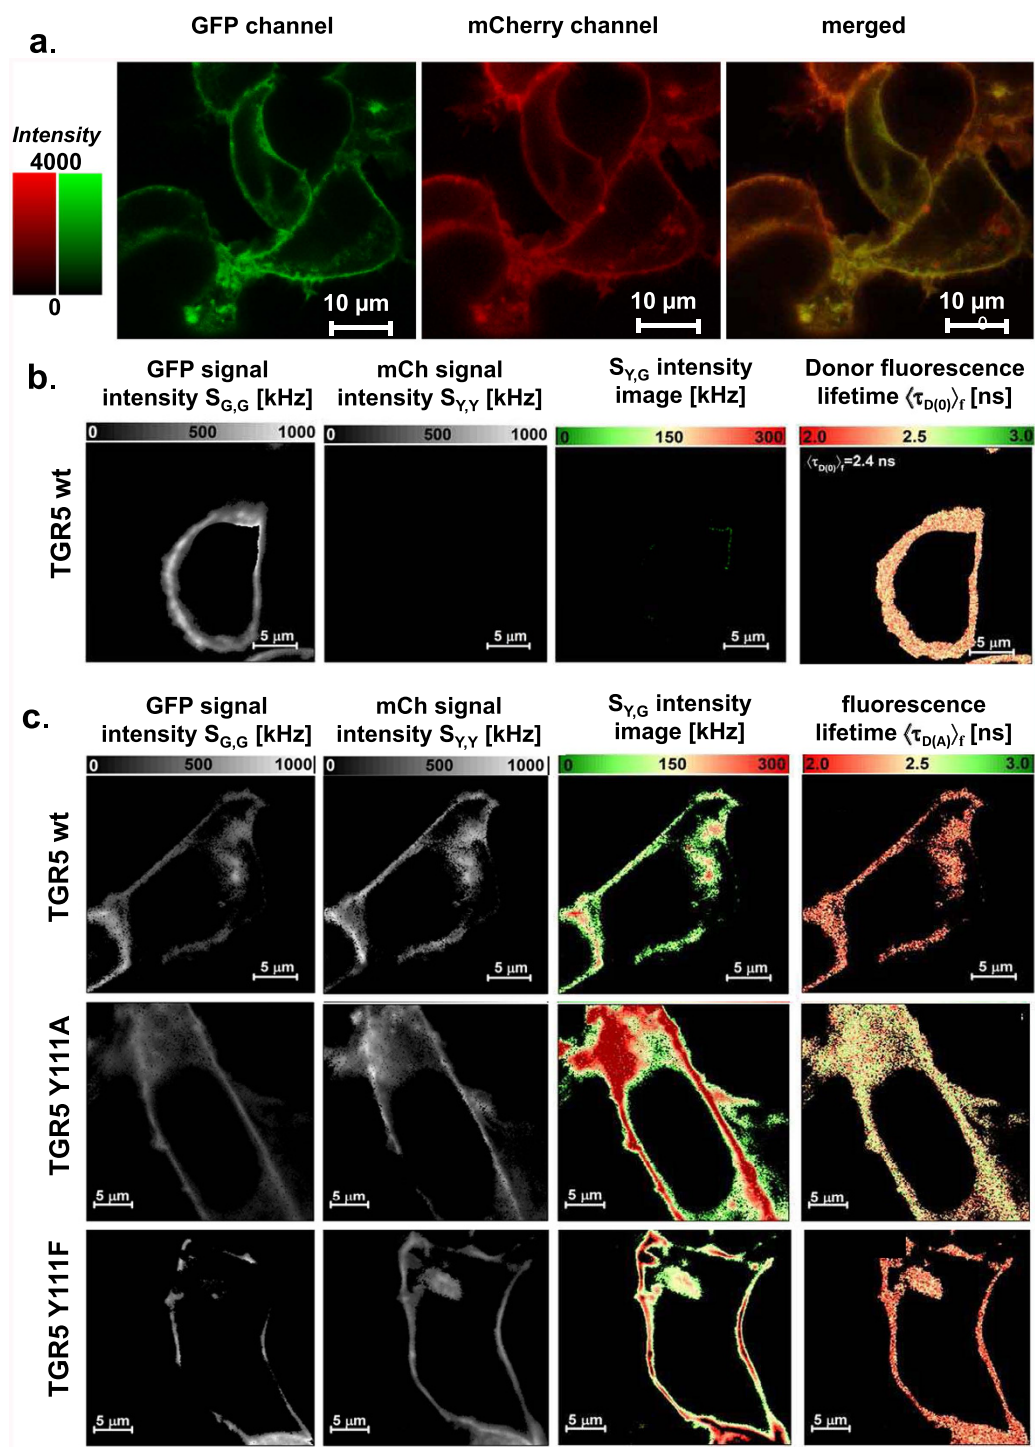 a.
GFP channel mCherry channel merged
Intensity
4000
0
10 µm 10 µm 10 µm
0
b.
GFP signal intensity S_G,G [kHz]
mCh signal intensity S_Y,Y [kHz]
S_Y,G intensity image [kHz]
Donor fluorescence lifetime ⟨τ_D(0)⟩_f [ns]
0 500 1000 0 500 1000 0 150 300 2.0 2.5 3.0
⟨τ_D(0)⟩_f=2.4 ns
TGR5 wt
5 µm 5 µm 5 µm 5 µm
c.
GFP signal intensity S_G,G [kHz]
mCh signal intensity S_Y,Y [kHz]
S_Y,G intensity image [kHz]
fluorescence lifetime ⟨τ_D(A)⟩_f [ns]
0 500 1000 0 500 1000 0 150 300 2.0 2.5 3.0
TGR5 wt
5 µm 5 µm 5 µm 5 µm
TGR5 Y111A
5 µm 5 µm 5 µm 5 µm
TGR5 Y111F
5 µm 5 µm 5 µm 5 µm